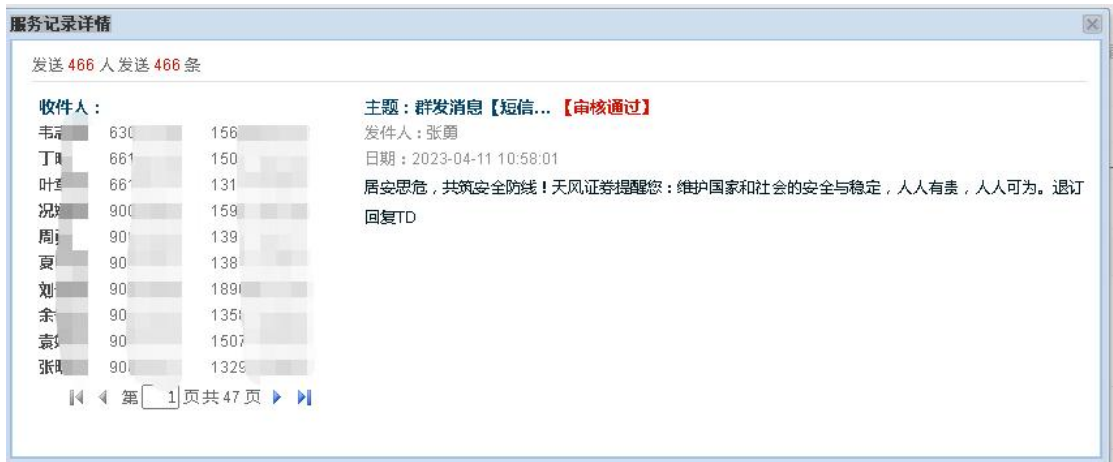 服务记录详情
发送 466 人 发送 466 条
收件人：
韦 630 156
丁 661 150
叶 661 131
况 900 159
周 90 139
夏 90 138
刘 90 189
余 90 135
袁 90 1507
张 90 1329
第 1 页共 47 页
主题：群发消息【短信... 【审核通过】
发件人：张勇
日期：2023-04-11 10:58:01
居安思危，共筑安全防线！天风证券提醒您：维护国家和社会的安全与稳定，人人有责，人人可为。退订
回复TD